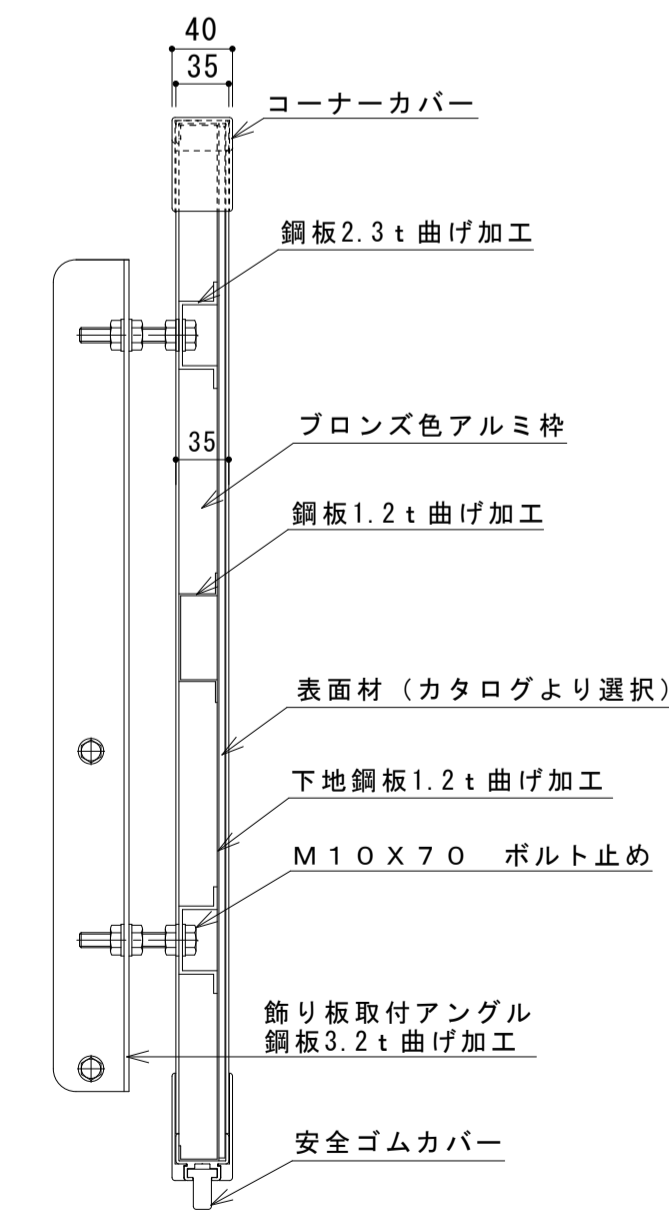 40
35
コーナーカバー
鋼板2.3ｔ曲げ加工
ブロンズ色アルミ枠
35
鋼板1.2ｔ曲げ加工
表面材（カタログより選択）
下地鋼板1.2ｔ曲げ加工
Ｍ１０Ｘ７０　ボルト止め
飾り板取付アングル
鋼板3.2ｔ曲げ加工
安全ゴムカバー